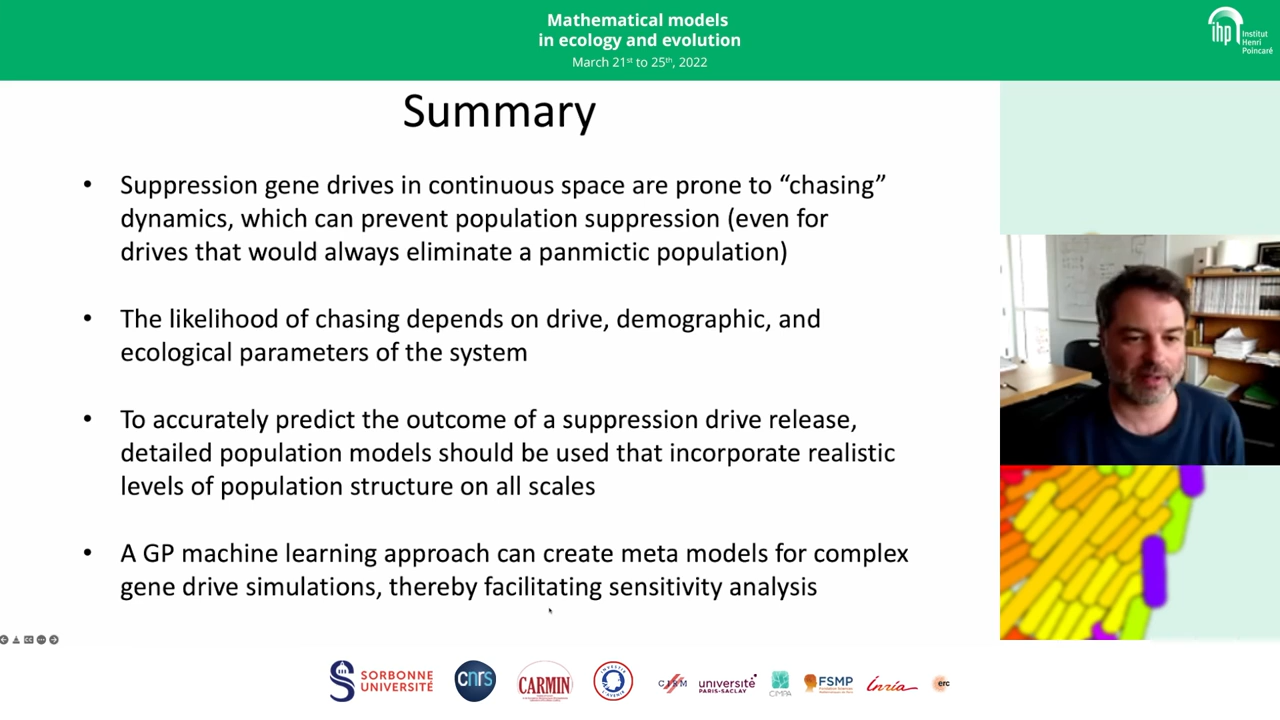 Mathematical models
in ecology and evolution
March 21st to 25th, 2022
ihp
Institut
Henri
Poincaré
Summary
• Suppression gene drives in continuous space are prone to “chasing”
dynamics, which can prevent population suppression (even for
drives that would always eliminate a panmictic population)
• The likelihood of chasing depends on drive, demographic, and
ecological parameters of the system
• To accurately predict the outcome of a suppression drive release,
detailed population models should be used that incorporate realistic
levels of population structure on all scales
• A GP machine learning approach can create meta models for complex
gene drive simulations, thereby facilitating sensitivity analysis
SORBONNE
UNIVERSITÉ
cnrs
CARMIN
université
PARIS-SACLAY
CIMPA
FSMP
Inria
erc